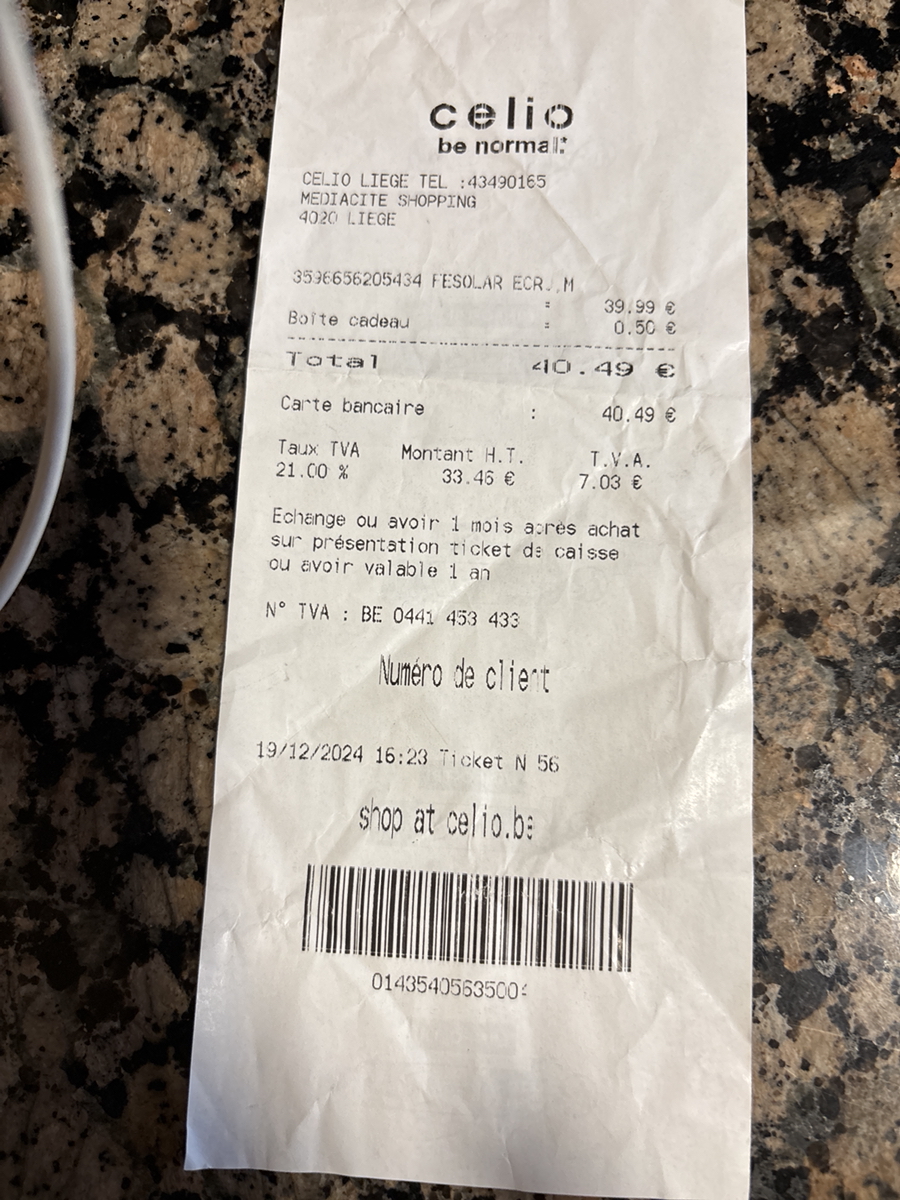 celio
be normal:*
CELIO LIEGE TEL :43490165
MEDIACITE SHOPPING
4020 LIEGE
3596656205434 FESOLAR M
: 39.99 €
Boîte cadeau : 0.50 €
Total 40.49 €
Carte bancaire : 40.49 €
Taux TVA Montant H.T. T.V.A.
21.00 % 33.46 € 7.03 €
Echange ou avoir 1 mois après achat
sur présentation ticket de caisse
ou avoir valable 1 an
N° TVA : BE 0441 453 433
Numéro de client
19/12/2024 16:23 Ticket N 56
shop at celio.be